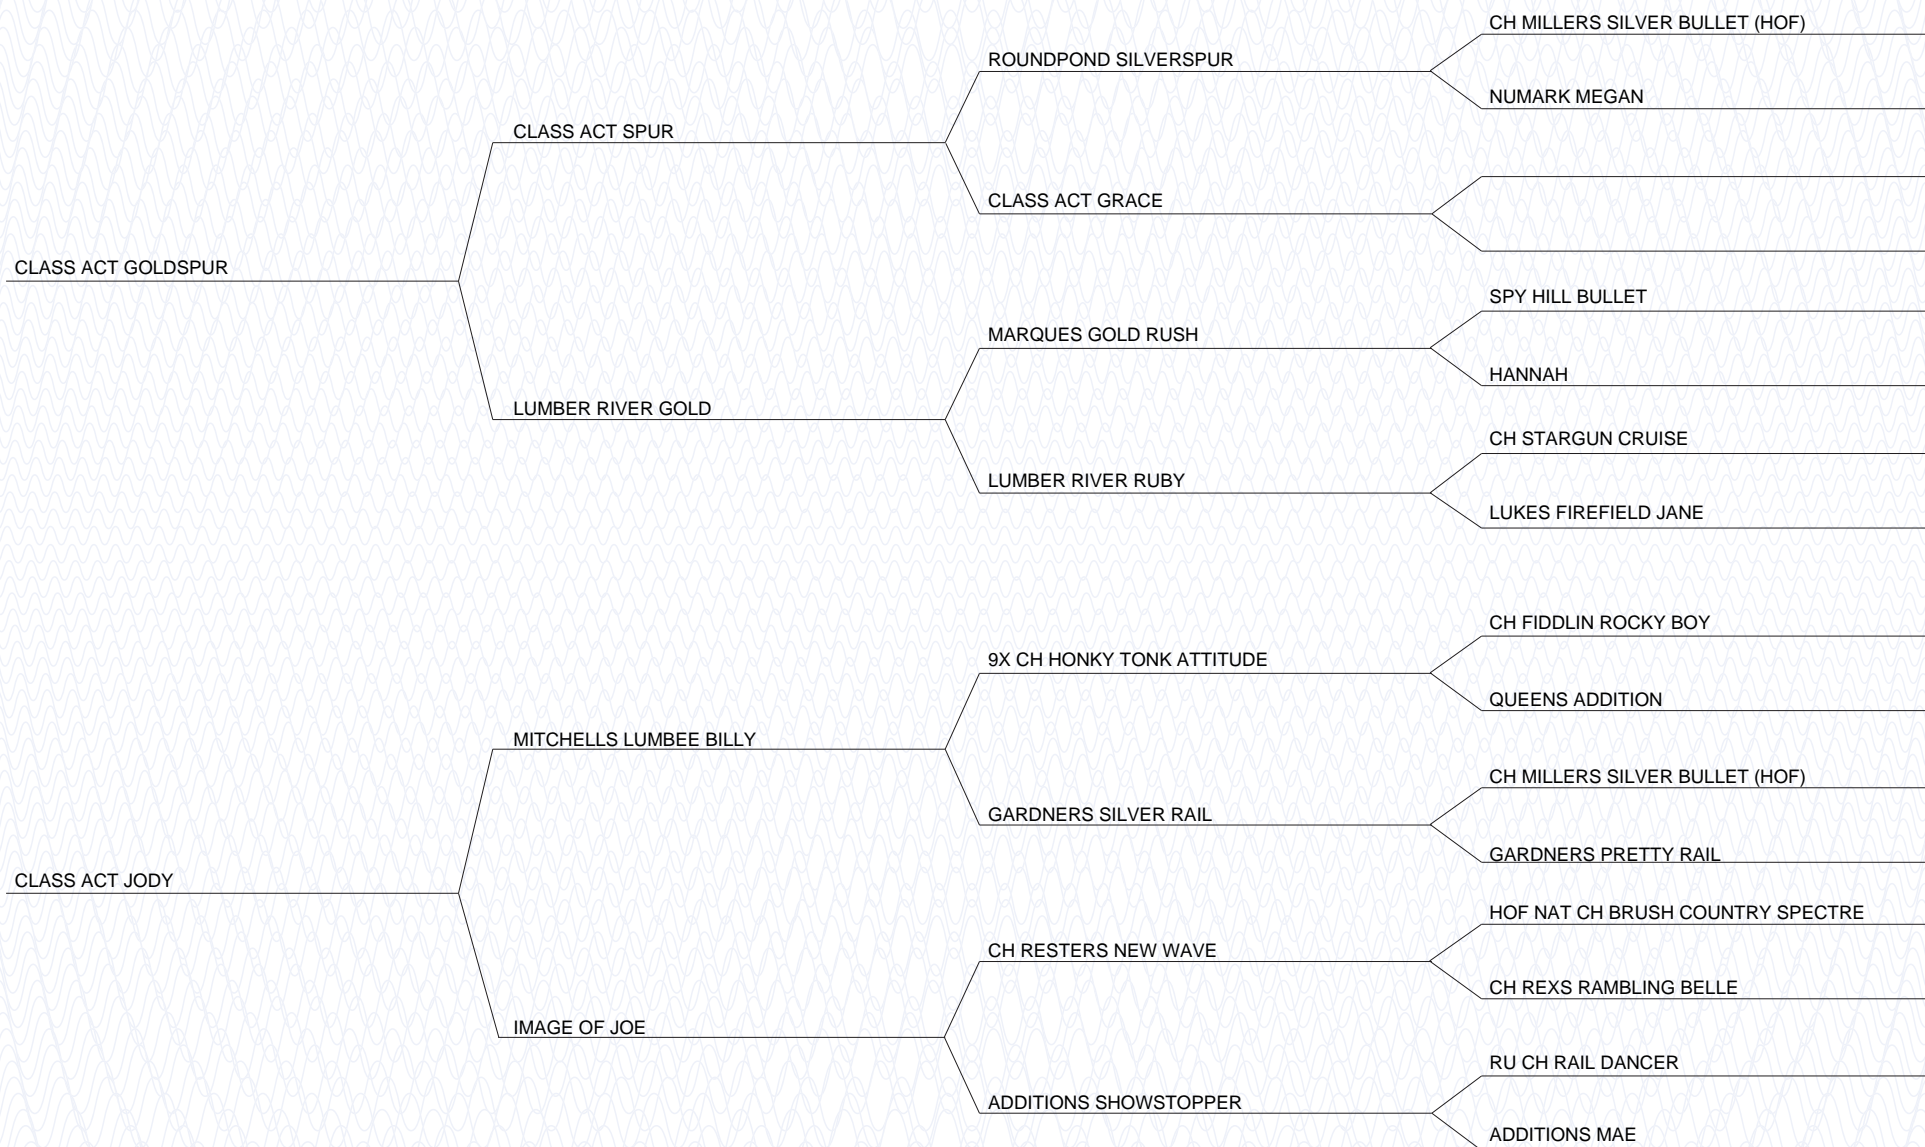 CLASS ACT GOLDSPUR
CLASS ACT SPUR
ROUNDPOND SILVERSPUR
CH MILLERS SILVER BULLET (HOF)
NUMARK MEGAN
CLASS ACT GRACE
LUMBER RIVER GOLD
MARQUES GOLD RUSH
SPY HILL BULLET
HANNAH
LUMBER RIVER RUBY
CH STARGUN CRUISE
LUKES FIREFIELD JANE
CLASS ACT JODY
MITCHELLS LUMBEE BILLY
9X CH HONKY TONK ATTITUDE
CH FIDDLIN ROCKY BOY
QUEENS ADDITION
GARDNERS SILVER RAIL
CH MILLERS SILVER BULLET (HOF)
GARDNERS PRETTY RAIL
IMAGE OF JOE
CH RESTERS NEW WAVE
HOF NAT CH BRUSH COUNTRY SPECTRE
CH REXS RAMBLING BELLE
ADDITIONS SHOWSTOPPER
RU CH RAIL DANCER
ADDITIONS MAE